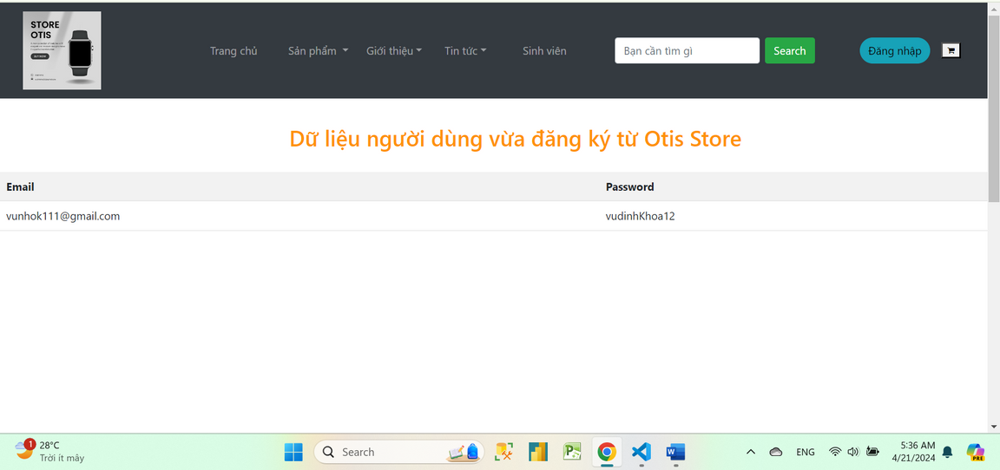 STORE
OTIS
Trang chủ Sản phẩm Giới thiệu Tin tức Sinh viên Bạn cần tìm gì Search Đăng nhập
Dữ liệu người dùng vừa đăng ký từ Otis Store
Email Password
vunhok111@gmail.com vudinhKhoa12
1 28°C
Trời ít mây
Search
ENG
5:36 AM
4/21/2024
PRE